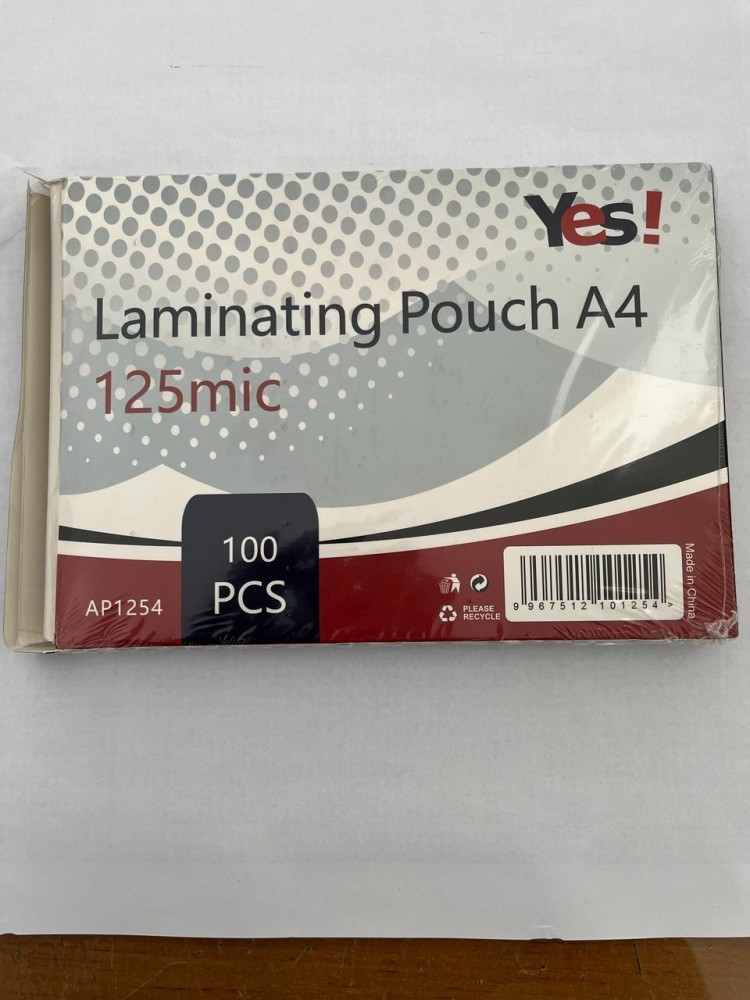 Yes!
Laminating Pouch A4
125mic
100
PCS
AP1254
PLEASE
RECYCLE
9 967512 101254 >
Made in China